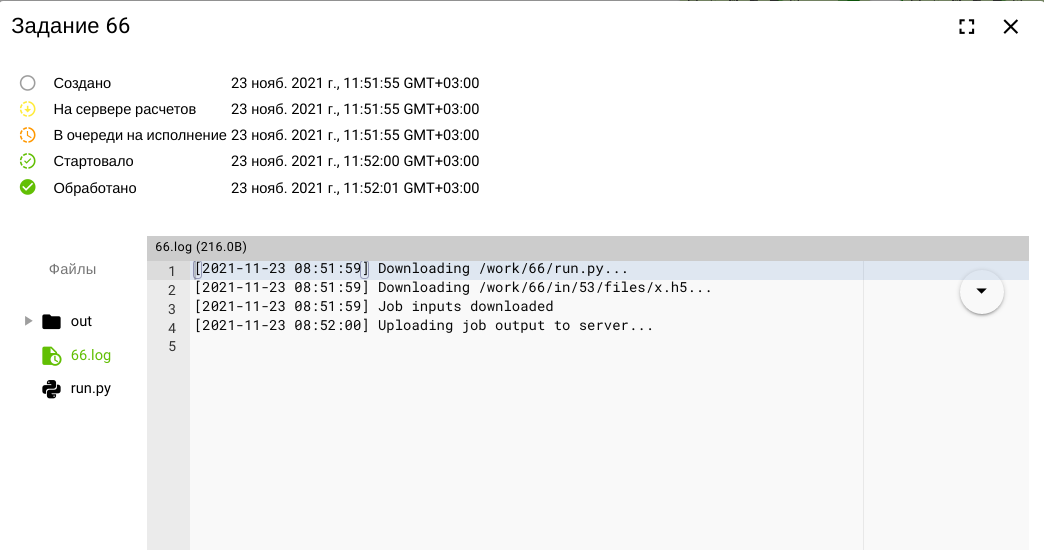 Задание 66
Создано 23 нояб. 2021 г., 11:51:55 GMT+03:00
На сервере расчетов 23 нояб. 2021 г., 11:51:55 GMT+03:00
В очереди на исполнение 23 нояб. 2021 г., 11:51:55 GMT+03:00
Стартовало 23 нояб. 2021 г., 11:52:00 GMT+03:00
Обработано 23 нояб. 2021 г., 11:52:01 GMT+03:00
Файлы
out
66.log
run.py
66.log (216.0B)
1 [2021-11-23 08:51:59] Downloading /work/66/run.py...
2 [2021-11-23 08:51:59] Downloading /work/66/in/53/files/x.h5...
3 [2021-11-23 08:51:59] Job inputs downloaded
4 [2021-11-23 08:52:00] Uploading job output to server...
5